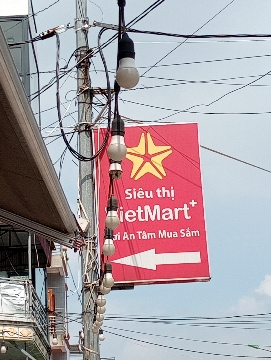 Siêu thị
ietMart+
An Tâm Mua Sắm